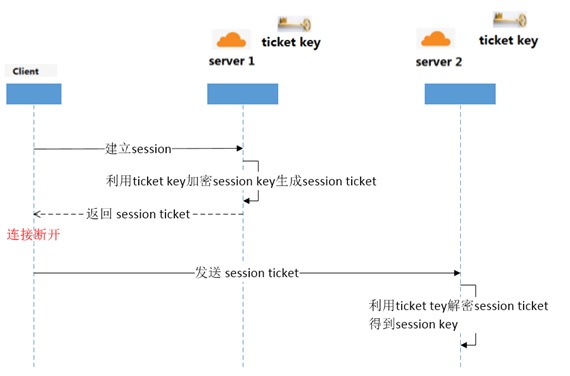 ticket key
server 1
ticket key
server 2
Client
建立session
利用ticket key加密session key生成session ticket
返回 session ticket
连接断开
发送 session ticket
利用ticket tey解密session ticket
得到session key